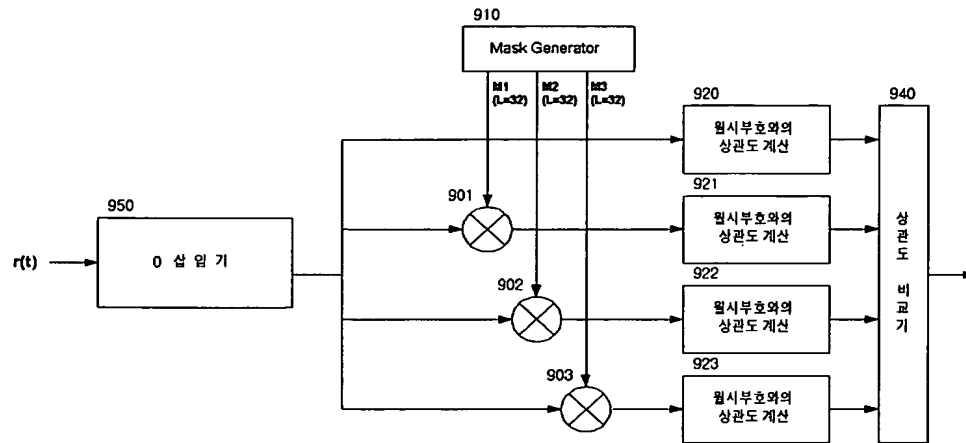 910
Mask Generator
M1
(L=32)
M2
(L=32)
M3
(L=32)
920
월시부호와의
상관도 계산
940
901
921
월시부호와의
상관도 계산
950
0 삽 입 기
r(t)
902
922
월시부호와의
상관도 계산
상관도 비교기
903
923
월시부호와의
상관도 계산